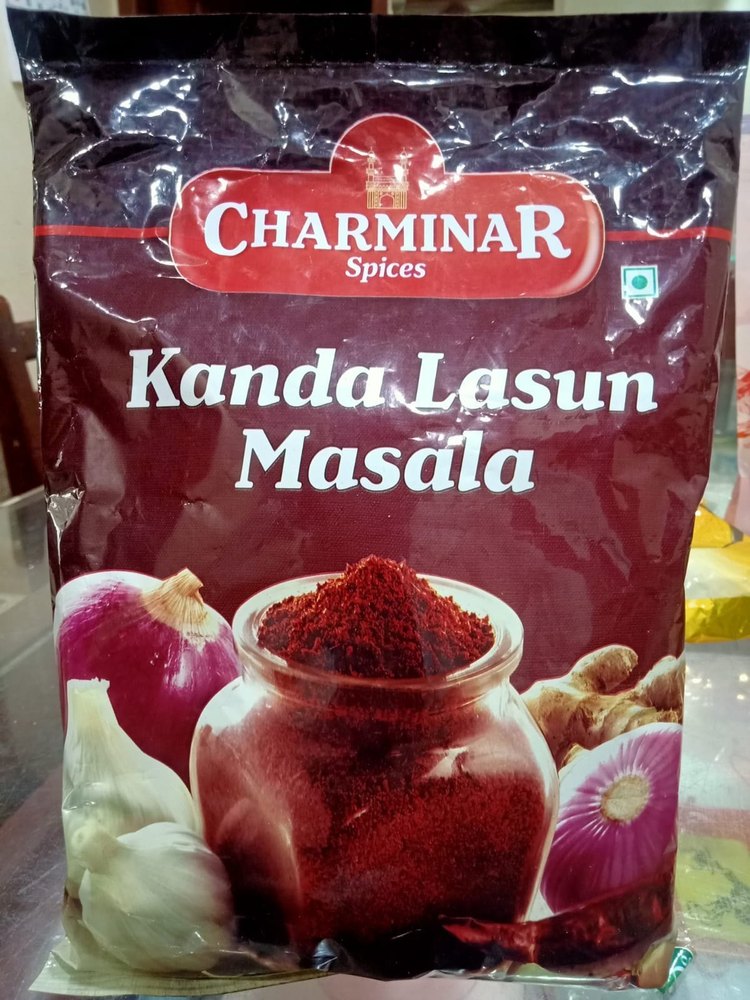 CHARMINAR
Spices
Kanda Lasun
Masala